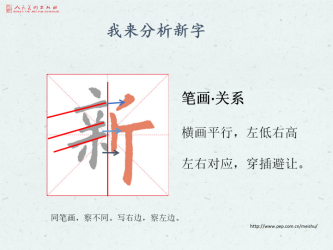 人民美术出版社
我来分析新字
新
笔画·关系
横画平行，左低右高
左右对应，穿插避让。
同笔画，察不同。写右边，察左边。
http://www.pep.com.cn/meishu/